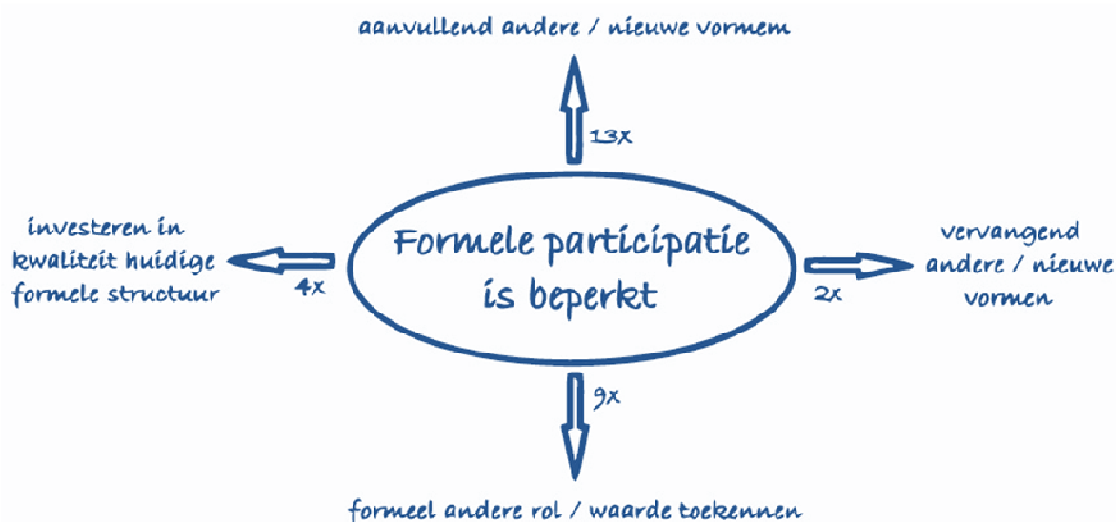 aanvullend andere / nieuwe vormem
13x
investeren in
kwaliteit huidige
formele structuur
4x
Formele participatie
is beperkt
2x
vervangend
andere / nieuwe
vormen
9x
formeel andere rol / waarde toekennen